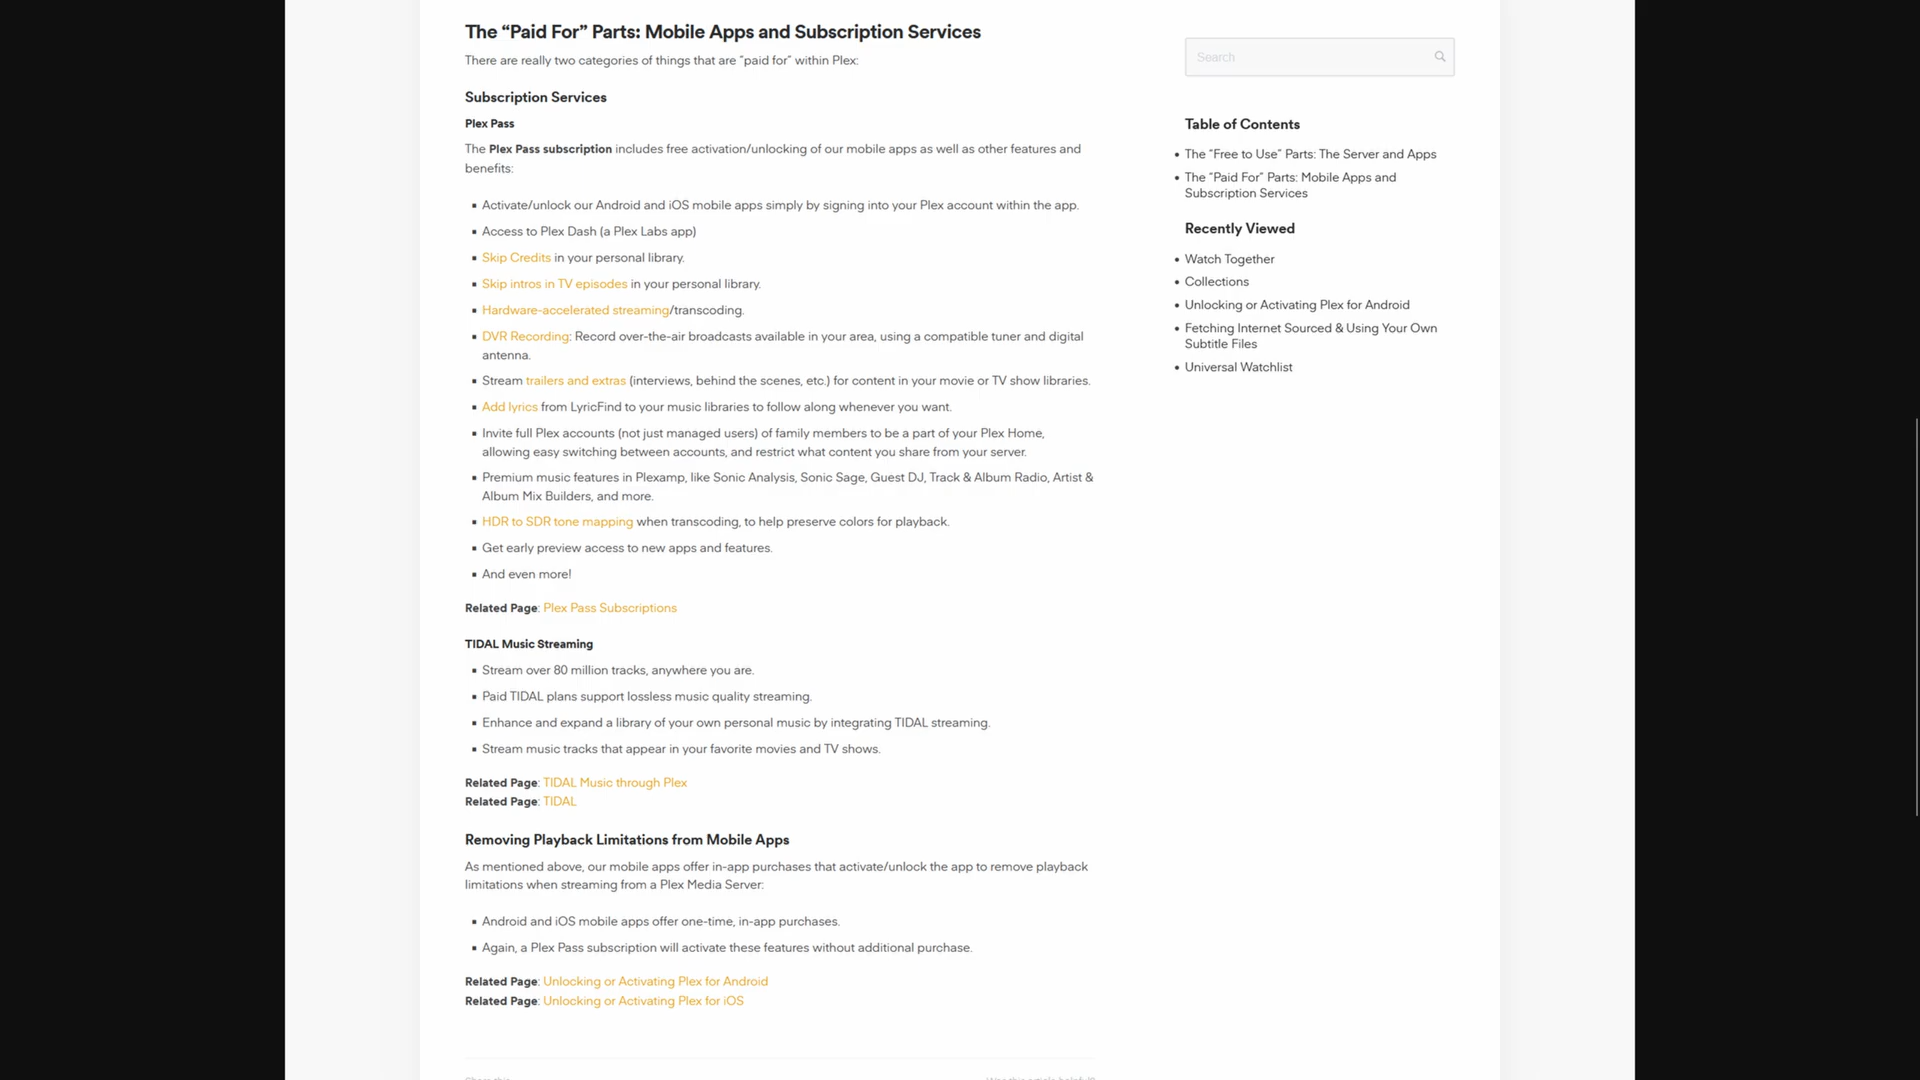 The “Paid For” Parts: Mobile Apps and Subscription Services
There are really two categories of things that are “paid for” within Plex:
Subscription Services
Plex Pass
The Plex Pass subscription includes free activation/unlocking of our mobile apps as well as other features and
benefits:
Activate/unlock our Android and iOS mobile apps simply by signing into your Plex account within the app.
Access to Plex Dash (a Plex Labs app)
Skip Credits in your personal library.
Skip intros in TV episodes in your personal library.
Hardware-accelerated streaming/transcoding.
DVR Recording: Record over-the-air broadcasts available in your area, using a compatible tuner and digital
antenna.
Stream trailers and extras (interviews, behind the scenes, etc.) for content in your movie or TV show libraries.
Add lyrics from LyricFind to your music libraries to follow along whenever you want.
Invite full Plex accounts (not just managed users) of family members to be a part of your Plex Home,
allowing easy switching between accounts, and restrict what content you share from your server.
Premium music features in Plexamp, like Sonic Analysis, Sonic Sage, Guest DJ, Track & Album Radio, Artist &
Album Mix Builders, and more.
HDR to SDR tone mapping when transcoding, to help preserve colors for playback.
Get early preview access to new apps and features.
And even more!
Related Page: Plex Pass Subscriptions
TIDAL Music Streaming
Stream over 80 million tracks, anywhere you are.
Paid TIDAL plans support lossless music quality streaming.
Enhance and expand a library of your own personal music by integrating TIDAL streaming.
Stream music tracks that appear in your favorite movies and TV shows.
Related Page: TIDAL Music through Plex
Related Page: TIDAL
Removing Playback Limitations from Mobile Apps
As mentioned above, our mobile apps offer in-app purchases that activate/unlock the app to remove playback
limitations when streaming from a Plex Media Server:
Android and iOS mobile apps offer one-time, in-app purchases.
Again, a Plex Pass subscription will activate these features without additional purchase.
Related Page: Unlocking or Activating Plex for Android
Related Page: Unlocking or Activating Plex for iOS
Search
Table of Contents
The “Free to Use” Parts: The Server and Apps
The “Paid For” Parts: Mobile Apps and
Subscription Services
Recently Viewed
Watch Together
Collections
Unlocking or Activating Plex for Android
Fetching Internet Sourced & Using Your Own
Subtitle Files
Universal Watchlist